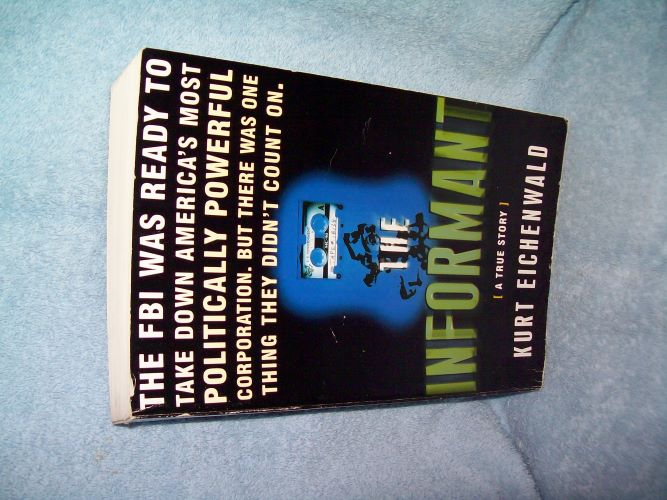 THE FBI WAS READY TO
TAKE DOWN AMERICA'S MOST
POLITICALLY POWERFUL
CORPORATION. BUT THERE WAS ONE
THING THEY DIDN'T COUNT ON.
THE
INFORMANT
[ A TRUE STORY ]
KURT EICHENWALD